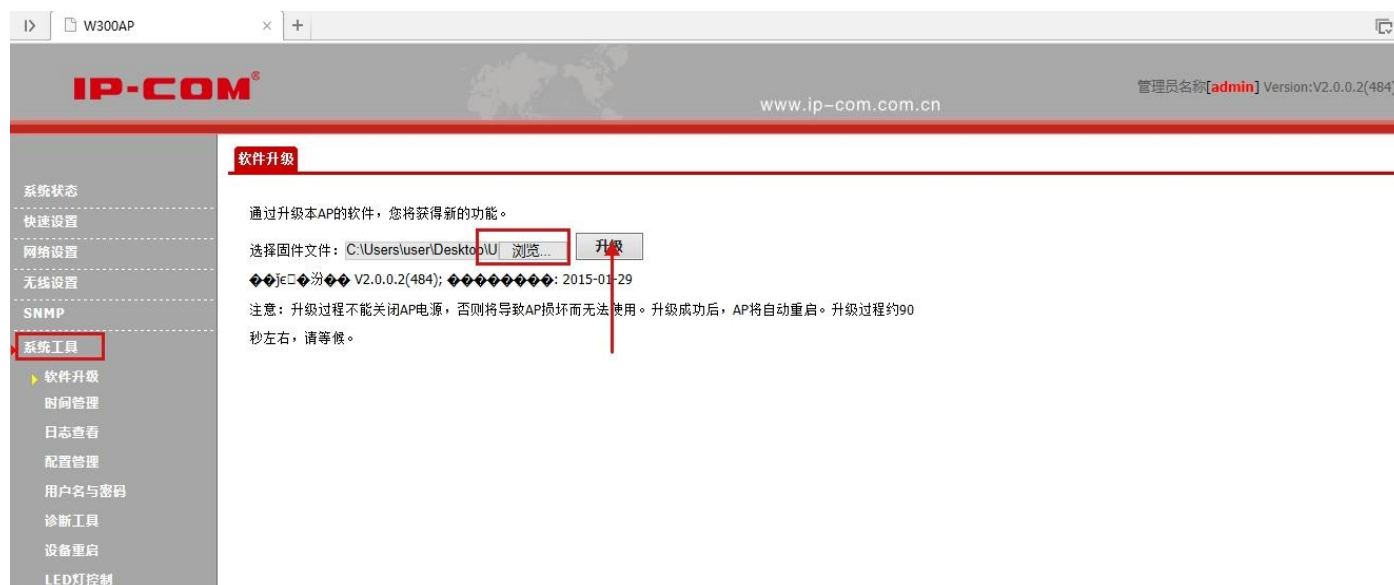 W300AP
IP-COM®
www.ip-com.com.cn
管理员名称[admin] Version:V2.0.0.2(484)
软件升级
系统状态
快速设置
网络设置
无线设置
SNMP
系统工具
软件升级
时间管理
日志查看
配置管理
用户名与密码
诊断工具
设备重启
LED灯控制
通过升级本AP的软件，您将获得新的功能。
选择固件文件： C:\Users\user\Desktop\U 浏览... 升级
V2.0.0.2(484); ��������: 2015-01-29
注意：升级过程不能关闭AP电源，否则将导致AP损坏而无法使用。升级成功后，AP将自动重启。升级过程约90
秒左右，请等候。